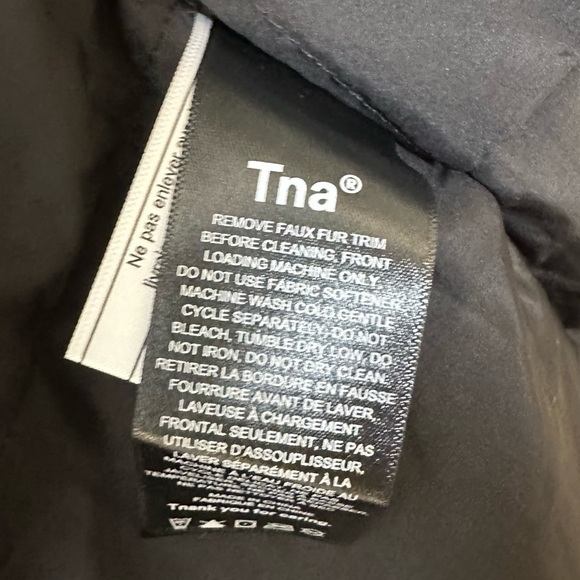 Tna®
REMOVE FAUX FUR TRIM
BEFORE CLEANING, FRONT
LOADING MACHINE ONLY,
DO NOT USE FABRIC SOFTENER,
MACHINE WASH COLD GENTLE
CYCLE SEPARATELY, DO NOT
BLEACH, TUMBLE DRY LOW, DO
NOT IRON, DO NOT DRY CLEAN.
RETIRER LA BORDURE EN FAUSSE
FOURRURE AVANT DE LAVER,
LAVEUSE À CHARGEMENT
FRONTAL SEULEMENT, NE PAS
UTILISER D'ASSOUPLISSEUR,
LAVER SÉPARÉMENT À LA
À L'EAU FROIDE AU
Thank you for caring.
Ne pas enlever